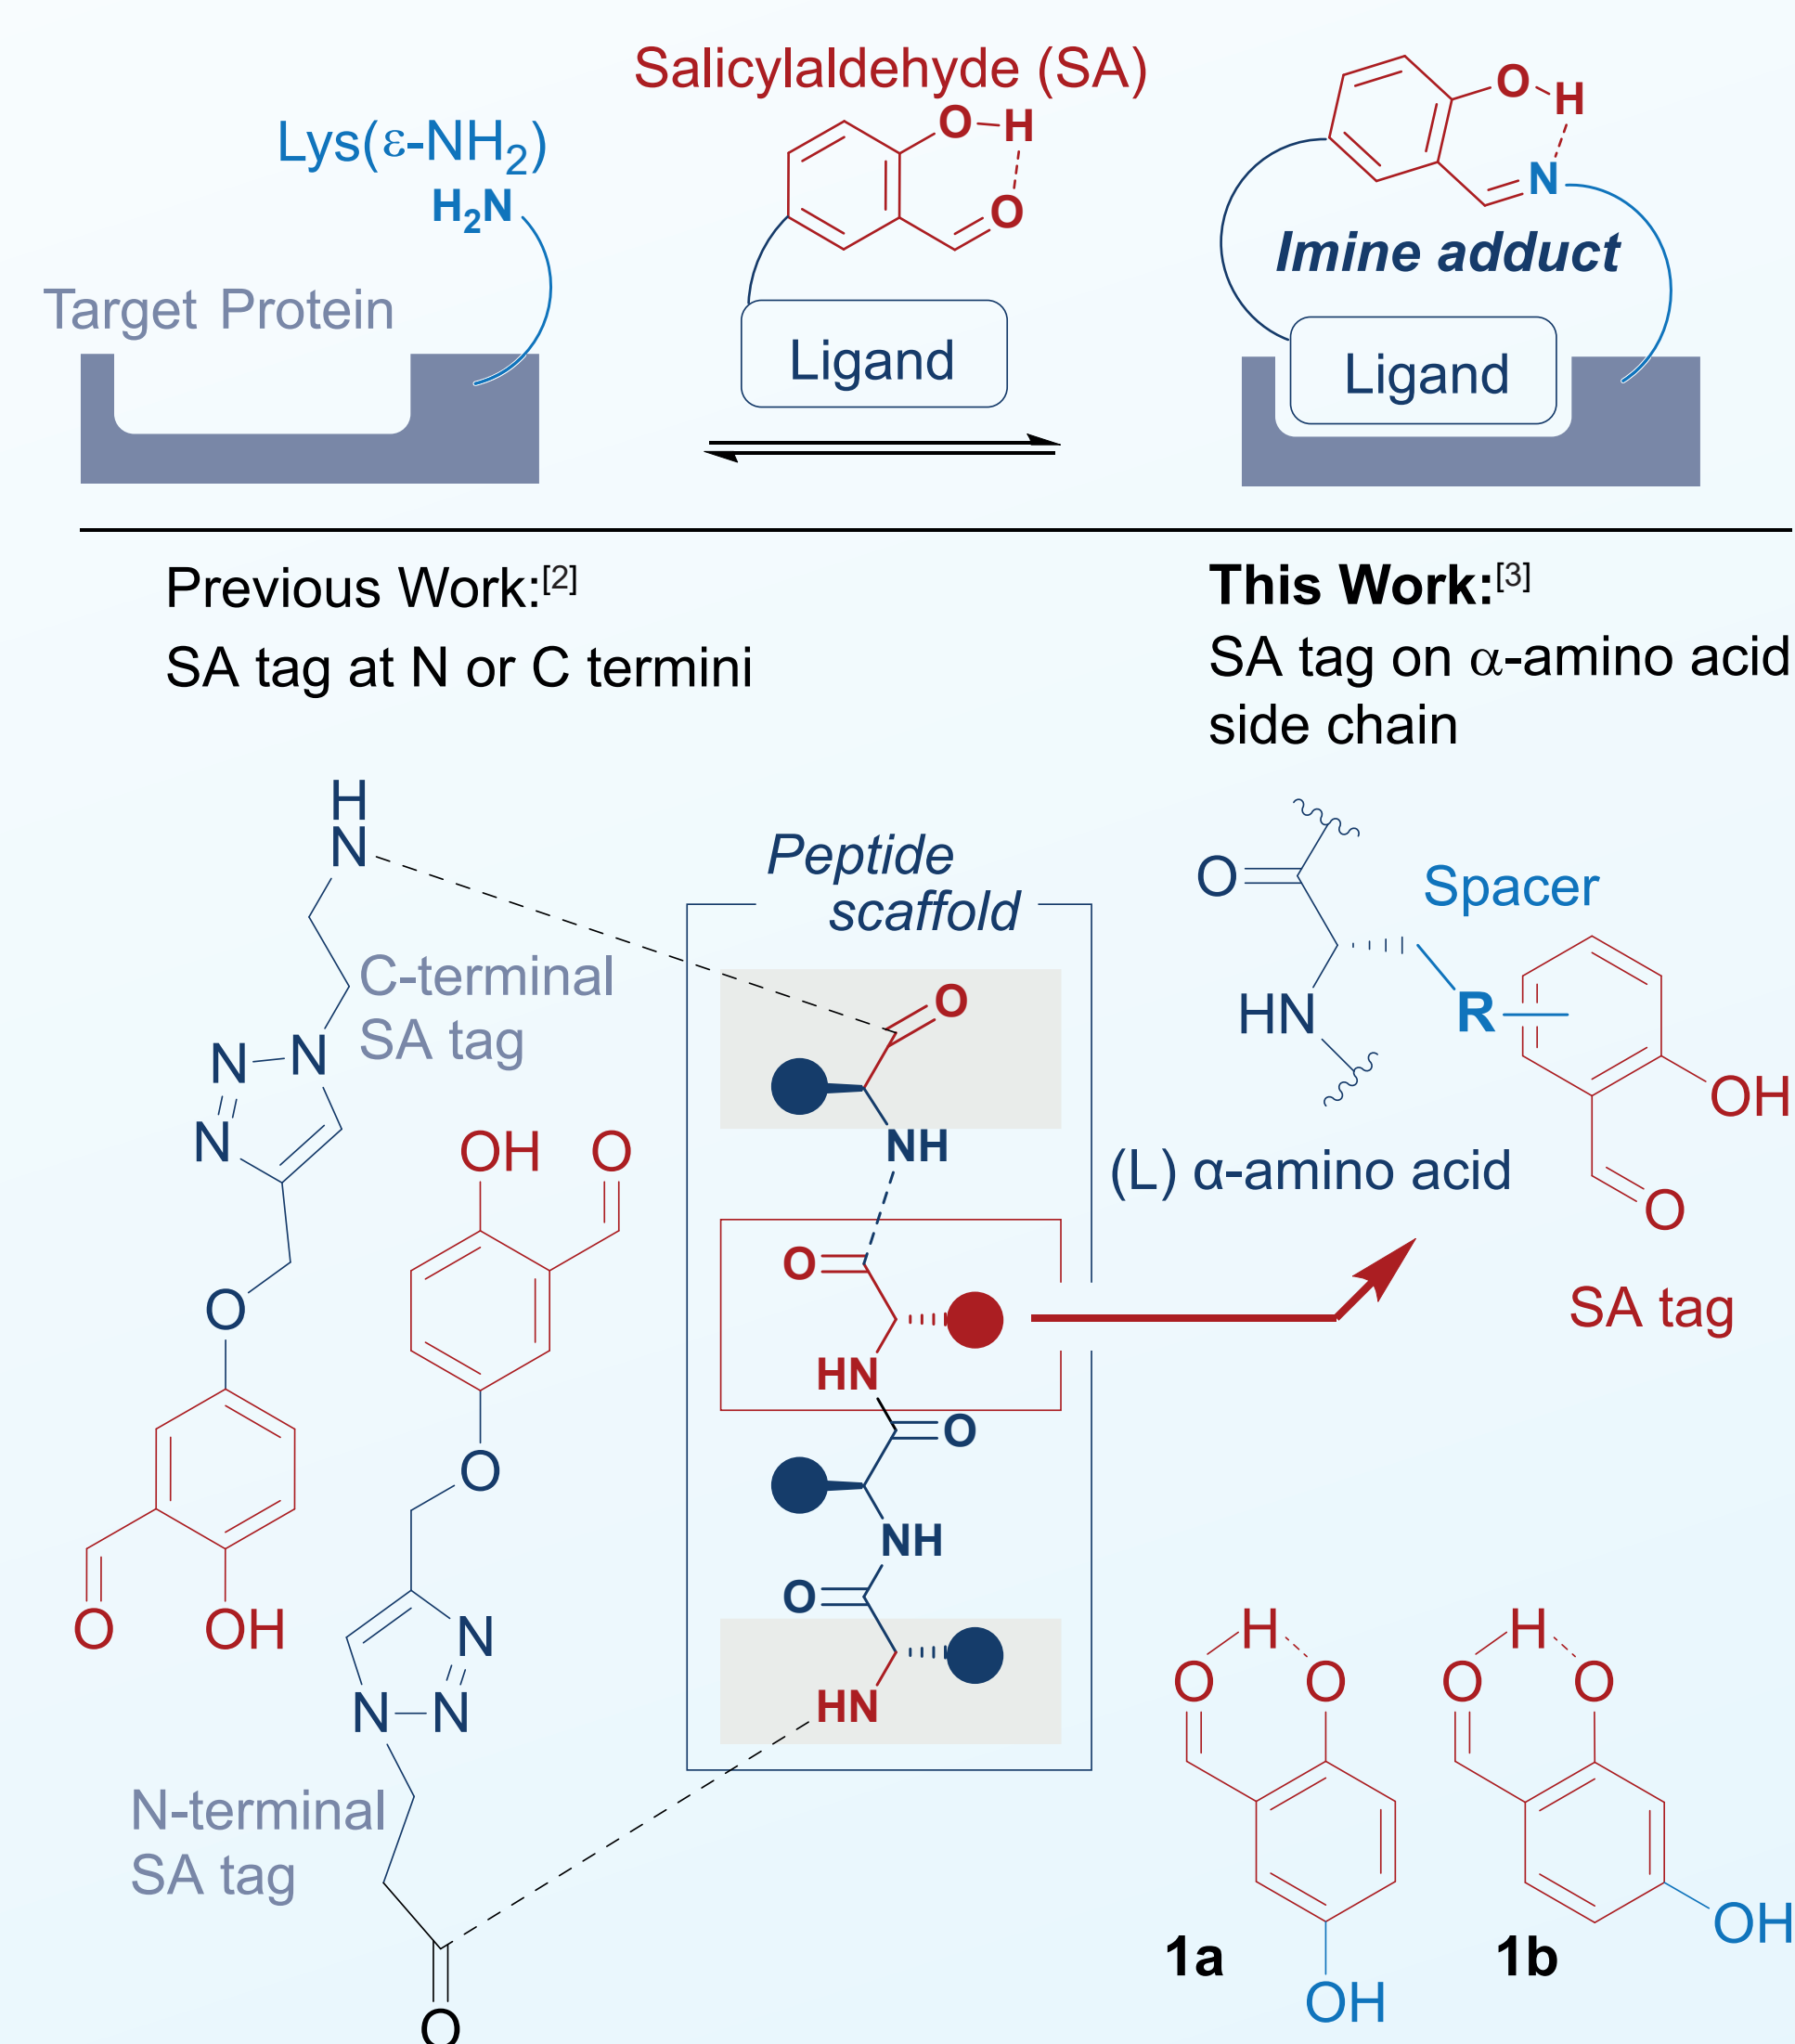 Salicylaldehyde (SA)
Lys(ε-NH2)
H2N
O H
O
O H
N
Imine adduct
Target Protein
Ligand
Ligand
Previous Work:[2]
SA tag at N or C termini
This Work:[3]
SA tag on α-amino acid
side chain
H
N
C-terminal
SA tag
N N
N
OH O
O
O
O OH
N
N N
N-terminal
SA tag
O
Peptide
scaffold
O
NH
O
HN
O
NH
O
HN
O
Spacer
HN
R
OH
O
(L) α-amino acid
SA tag
H
O O
OH
1a
H
O O
OH
1b